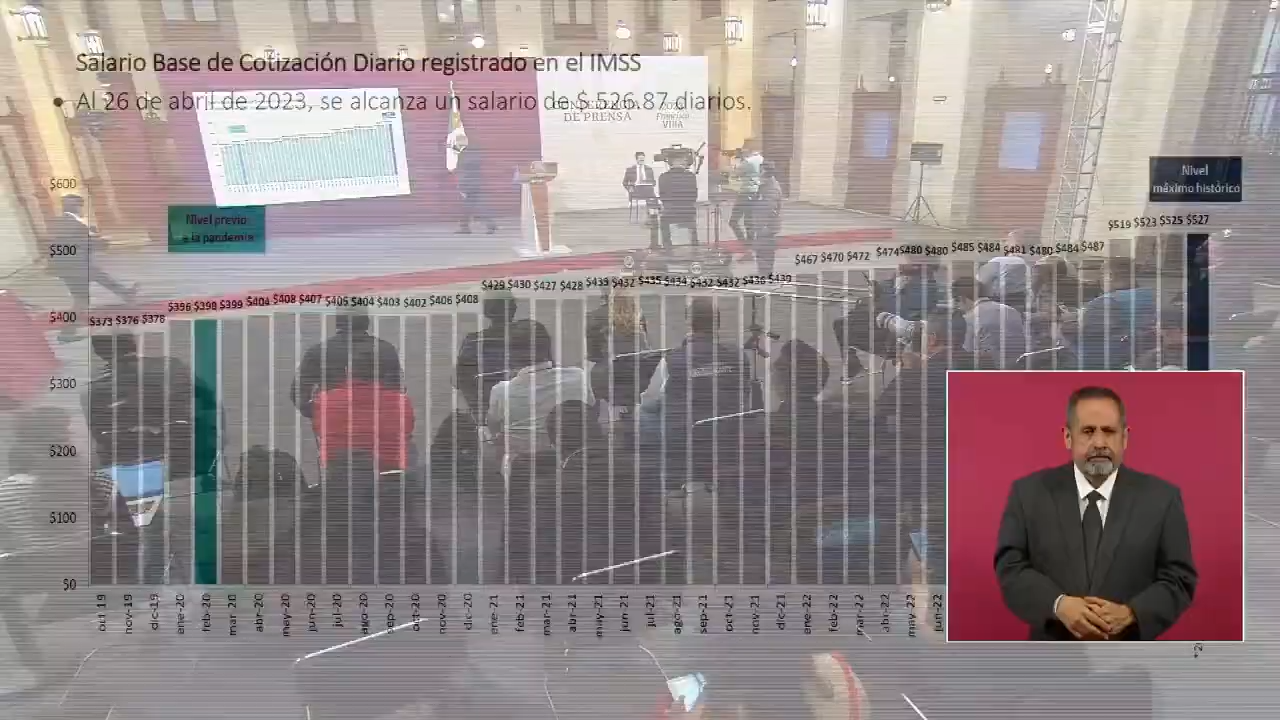 Salario Base de Cotización Diario registrado en el IMSS
• Al 26 de abril de 2023, se alcanza un salario de $ 526.87 diarios.
CONFERENCIA
DE PRENSA
2023
Francisco
VILLA
Nivel
máximo histórico
Nivel previo
a la pandemia
$600
$500
$400
$300
$200
$100
$0
$373 $376 $378 $396 $398 $399 $404 $408 $407 $405 $404 $403 $402 $406 $408 $429 $430 $427 $428 $433 $432 $435 $434 $432 $432 $436 $439 $467 $470 $472 $474 $480 $480 $485 $484 $481 $480 $484 $487 $519 $523 $525 $527
oct-19 nov-19 dic-19 ene-20 feb-20 mar-20 abr-20 may-20 jun-20 jul-20 ago-20 sep-20 oct-20 nov-20 dic-20 ene-21 feb-21 mar-21 abr-21 may-21 jun-21 jul-21 ago-21 sep-21 oct-21 nov-21 dic-21 ene-22 feb-22 mar-22 abr-22 may-22 jun-22